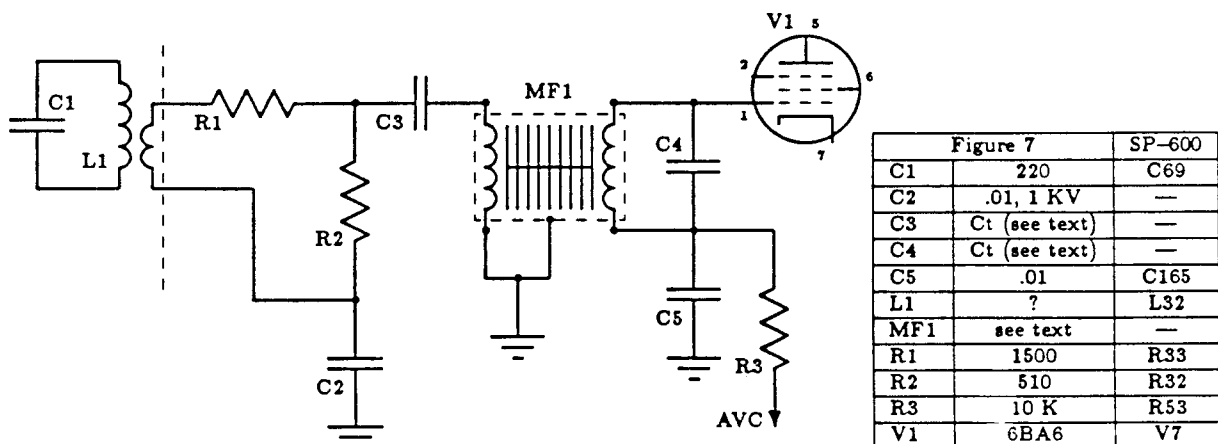 V1 5
2
6
1
7
C1
L1
R1
R2
C2
C3
MF1
C4
C5
R3
AVC
Figure 7 SP–600
C1 220 C69
C2 .01, 1 KV —
C3 Ct (see text) —
C4 Ct (see text) —
C5 .01 C165
L1 ? L32
MF1 see text —
R1 1500 R33
R2 510 R32
R3 10 K R53
V1 6BA6 V7